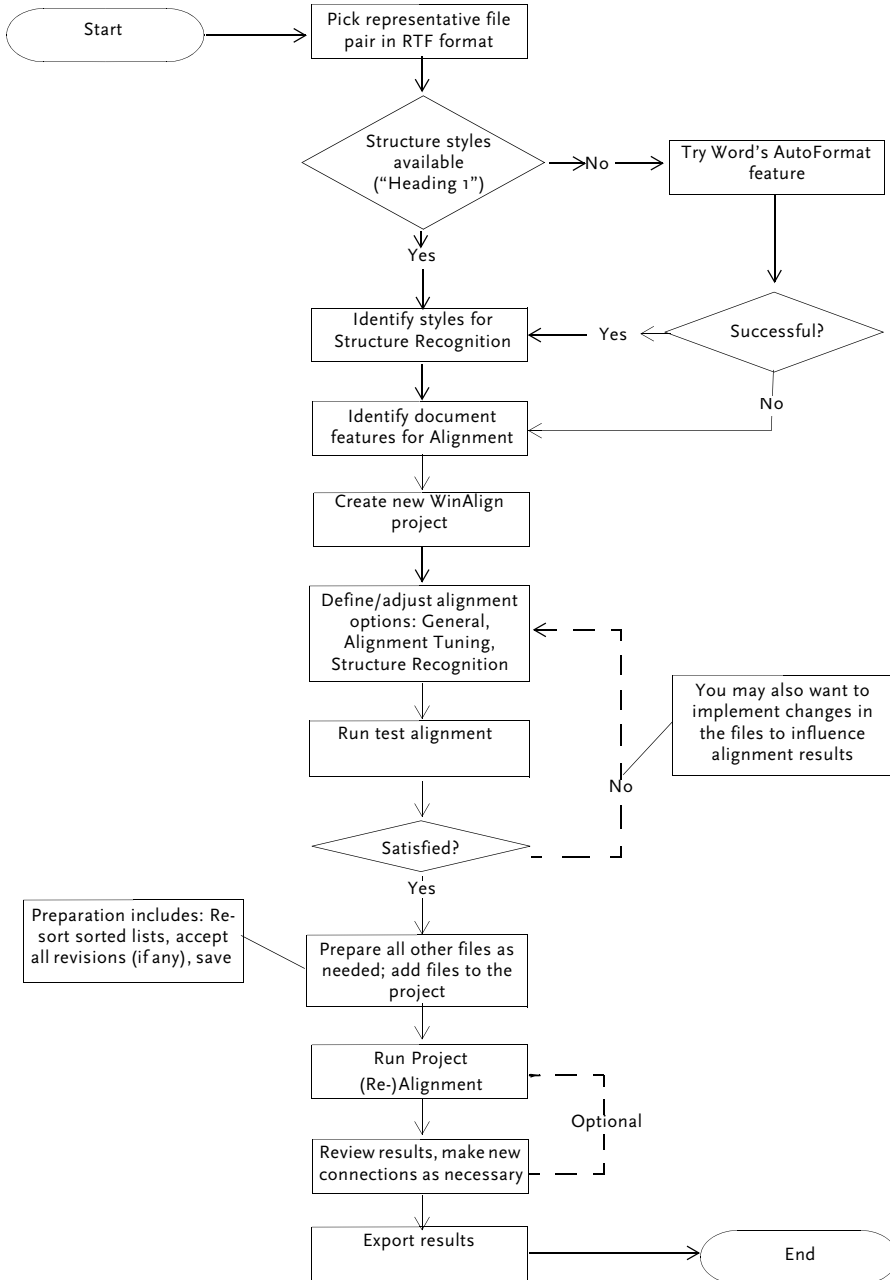 Start
Pick representative file
pair in RTF format
Structure styles
available
(“Heading 1”)
No
Try Word’s AutoFormat
feature
Yes
Identify styles for
Structure Recognition
Yes
Successful?
No
Identify document
features for Alignment
Create new WinAlign
project
Define/adjust alignment
options: General,
Alignment Tuning,
Structure Recognition
You may also want to
implement changes in
the files to influence
alignment results
Run test alignment
No
Satisfied?
Yes
Preparation includes: Re-
sort sorted lists, accept
all revisions (if any), save
Prepare all other files as
needed; add files to the
project
Run Project
(Re-)Alignment
Optional
Review results, make new
connections as necessary
Export results
End